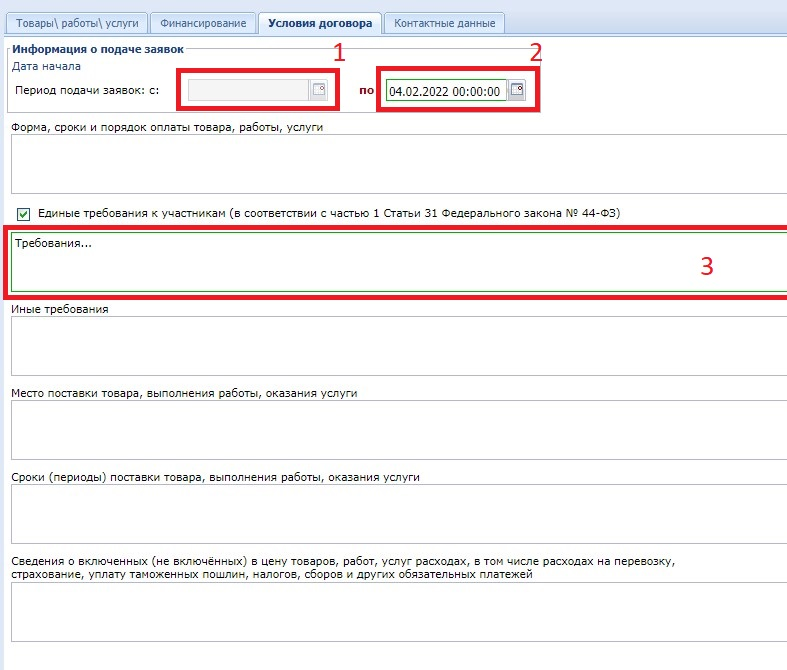 Товары\ работы\ услуги Финансирование Условия договора Контактные данные
Информация о подаче заявок
1 2
Дата начала
Период подачи заявок: с: по 04.02.2022 00:00:00
Форма, сроки и порядок оплаты товара, работы, услуги
Единые требования к участникам (в соответствии с частью 1 Статьи 31 Федерального закона № 44-ФЗ)
Требования...
3
Иные требования
Место поставки товара, выполнения работы, оказания услуги
Сроки (периоды) поставки товара, выполнения работы, оказания услуги
Сведения о включенных (не включённых) в цену товаров, работ, услуг расходах, в том числе расходах на перевозку,
страхование, уплату таможенных пошлин, налогов, сборов и других обязательных платежей